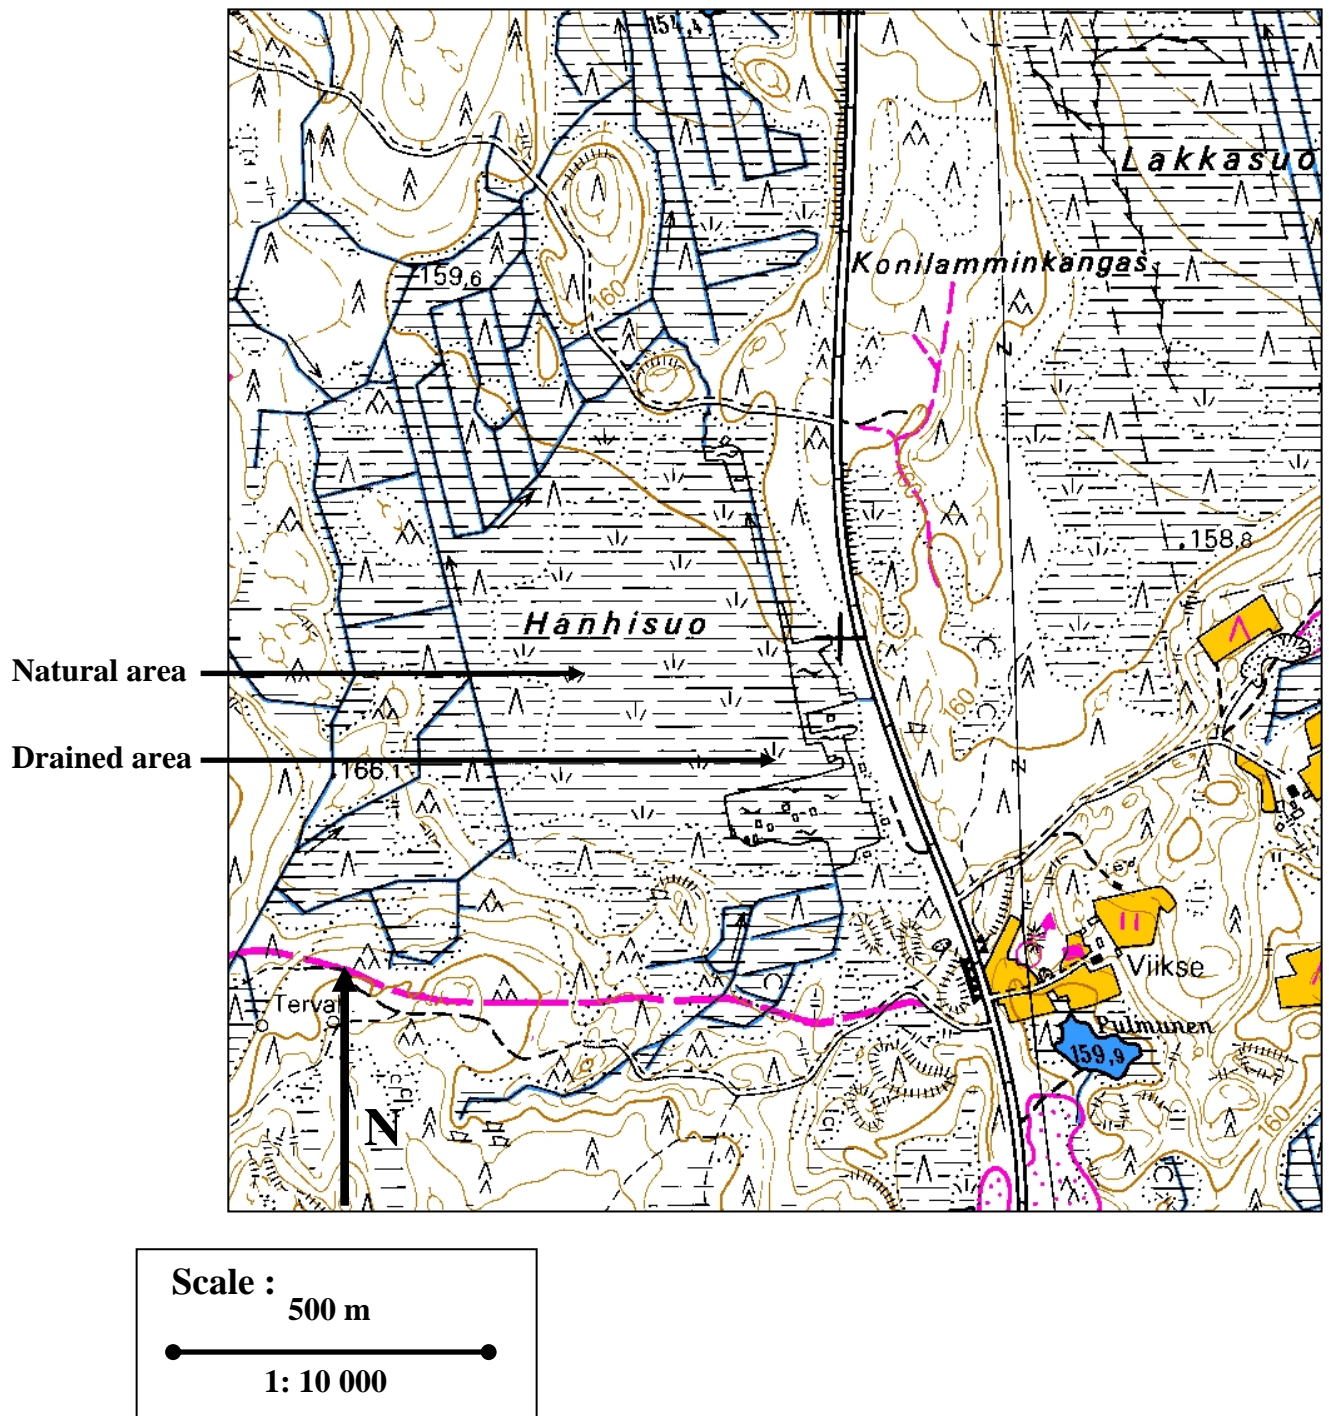 154,4
Lakkasuo
Konilamminkangas
159,6
160
158,8
Hanhisuo
Natural area
160
Drained area
166,1
Viikse
Terva
Pulmunen
159,9
N
160
Scale :
500 m
1: 10 000